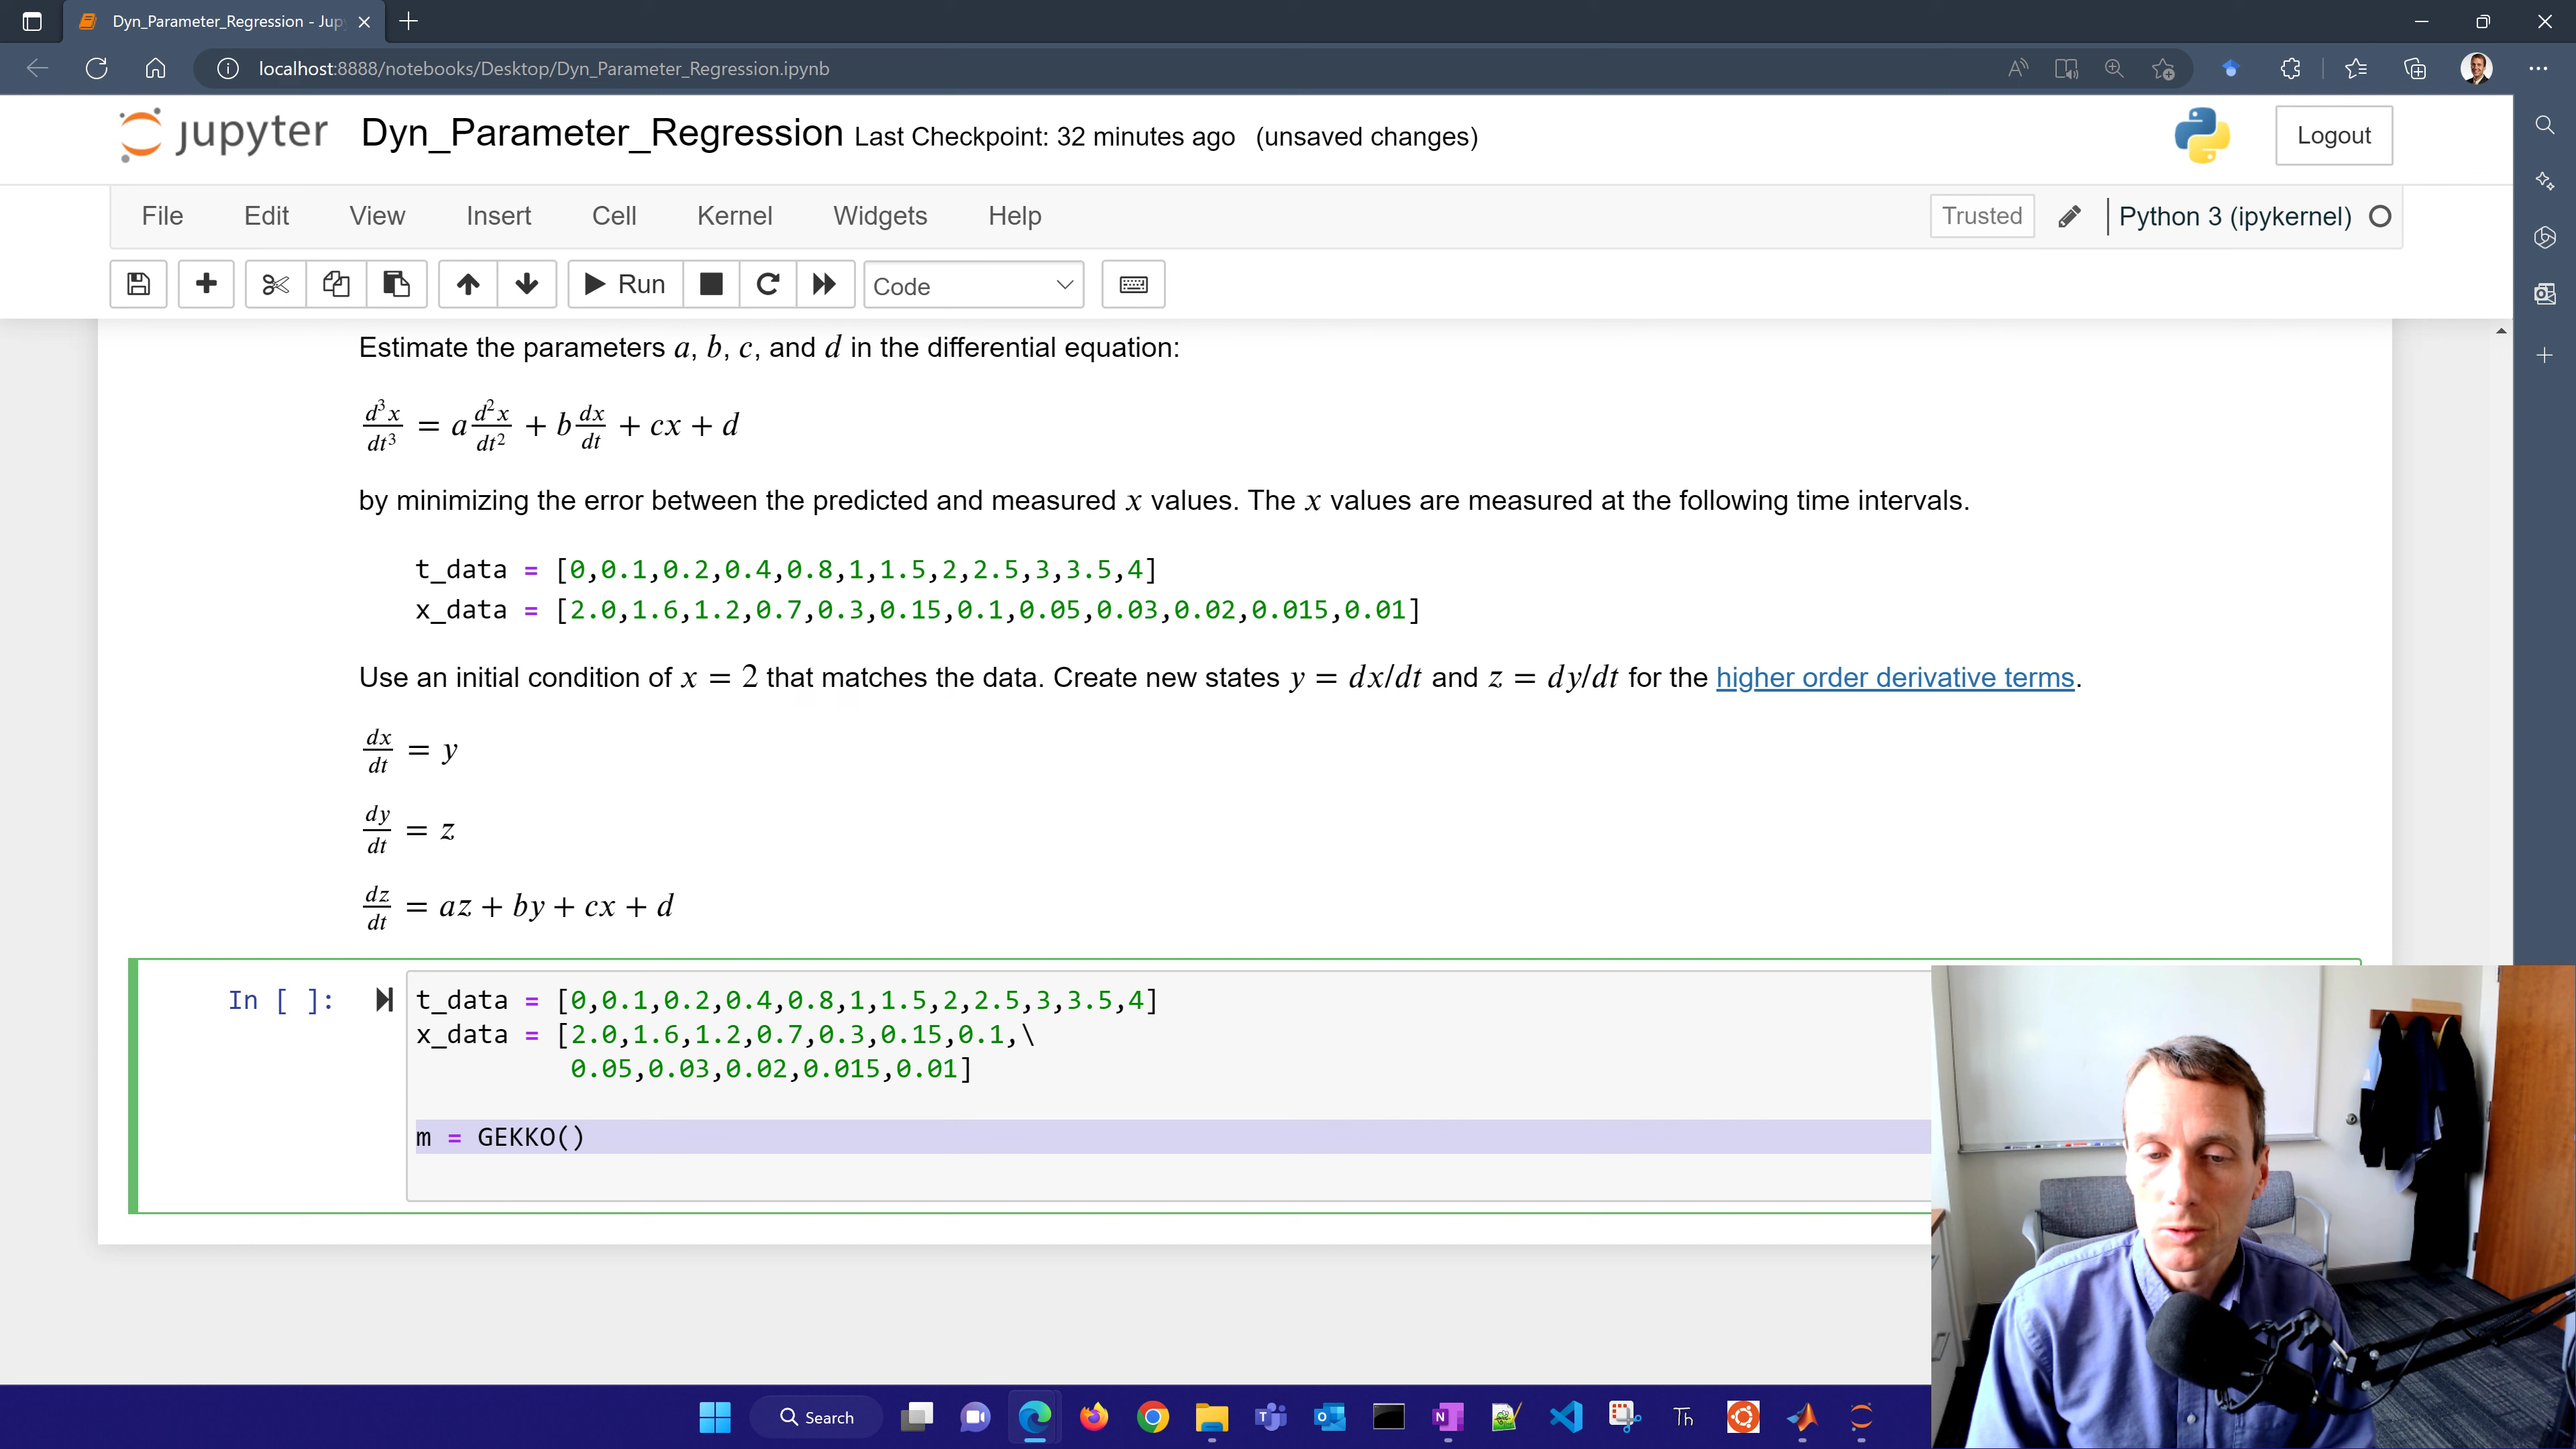 Dyn_Parameter_Regression - Jup
localhost:8888/notebooks/Desktop/Dyn_Parameter_Regression.ipynb
jupyter Dyn_Parameter_Regression Last Checkpoint: 32 minutes ago (unsaved changes)
Logout
File Edit View Insert Cell Kernel Widgets Help
Trusted Python 3 (ipykernel)
Run Code
Estimate the parameters a, b, c, and d in the differential equation:
d³x/dt³ = a d²x/dt² + b dx/dt + cx + d
by minimizing the error between the predicted and measured x values. The x values are measured at the following time intervals.
t_data = [0,0.1,0.2,0.4,0.8,1,1.5,2,2.5,3,3.5,4]
x_data = [2.0,1.6,1.2,0.7,0.3,0.15,0.1,0.05,0.03,0.02,0.015,0.01]
Use an initial condition of x = 2 that matches the data. Create new states y = dx/dt and z = dy/dt for the higher order derivative terms.
dx/dt = y
dy/dt = z
dz/dt = az + by + cx + d
In [ ]:
t_data = [0,0.1,0.2,0.4,0.8,1,1.5,2,2.5,3,3.5,4]
x_data = [2.0,1.6,1.2,0.7,0.3,0.15,0.1,\
0.05,0.03,0.02,0.015,0.01]
m = GEKKO()
Search
Th